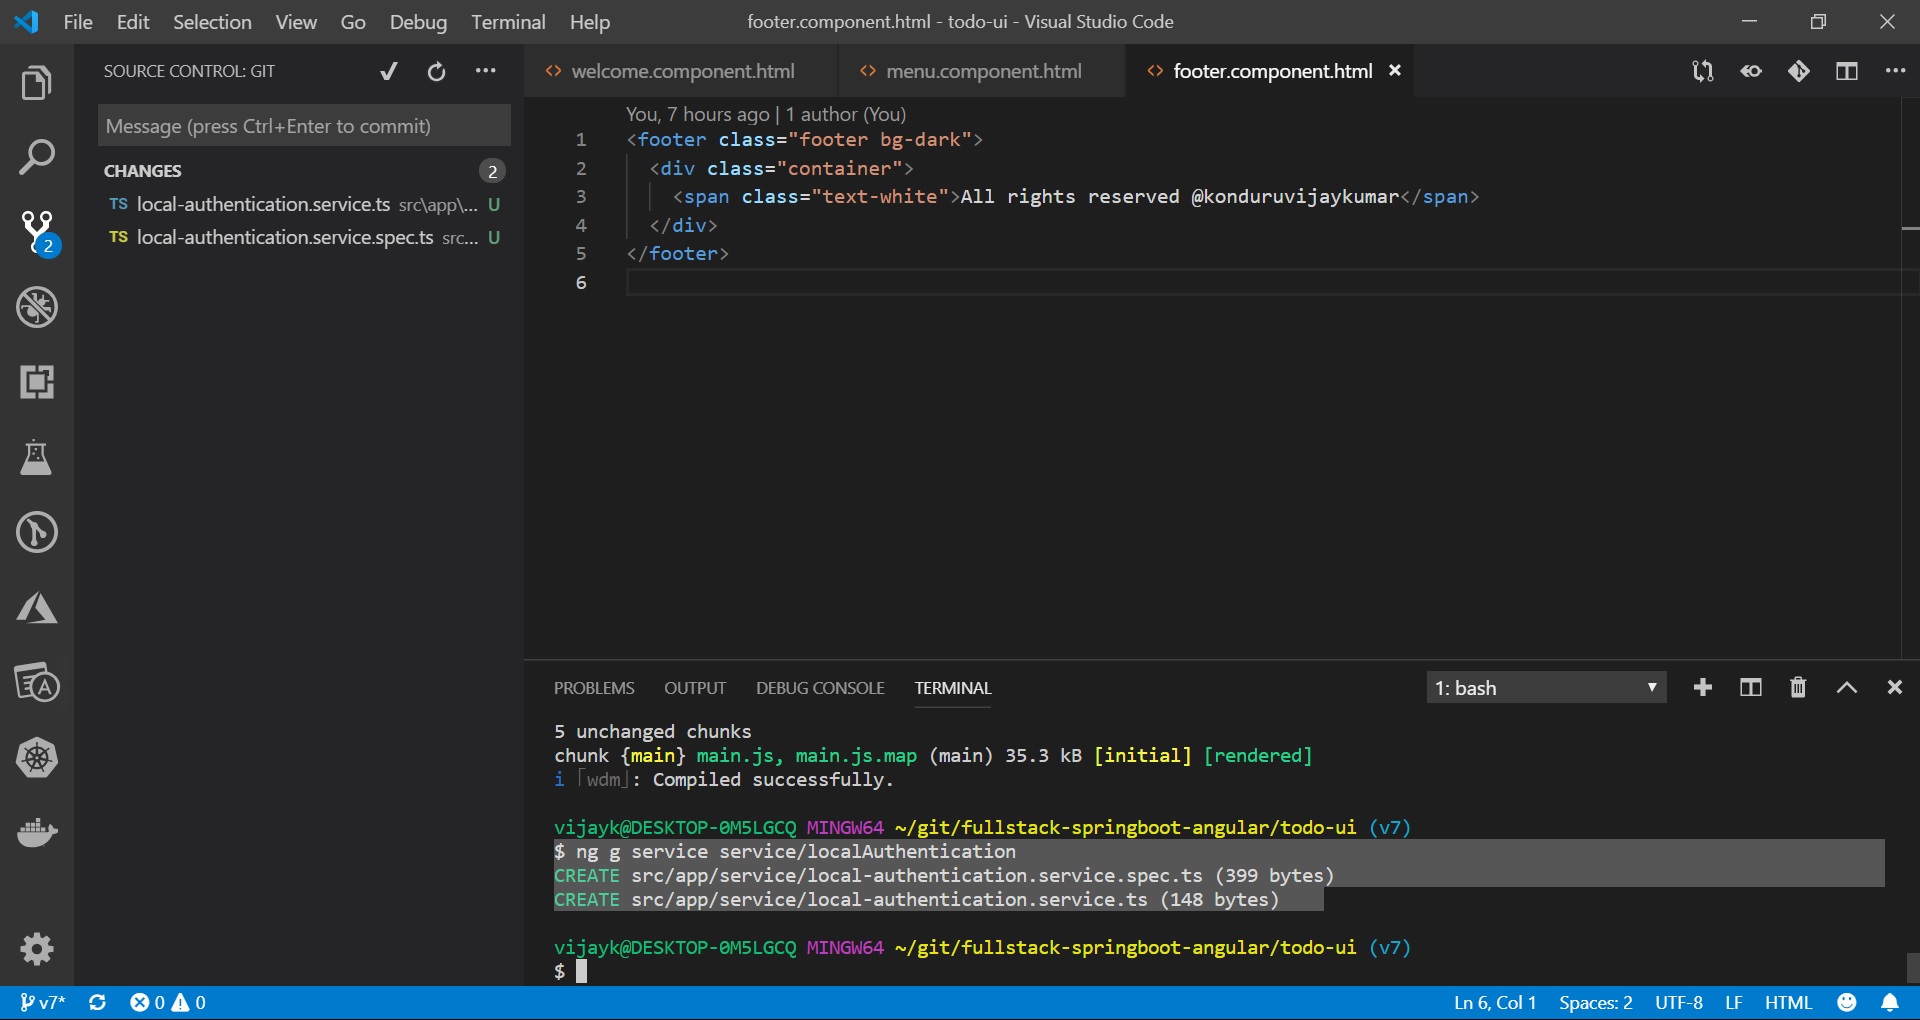 File Edit Selection View Go Debug Terminal Help
footer.component.html - todo-ui - Visual Studio Code
SOURCE CONTROL: GIT
Message (press Ctrl+Enter to commit)
CHANGES 2
TS local-authentication.service.ts src\app\... U
TS local-authentication.service.spec.ts src... U
2
welcome.component.html
menu.component.html
footer.component.html
You, 7 hours ago | 1 author (You)
1 <footer class="footer bg-dark">
2 <div class="container">
3 <span class="text-white">All rights reserved @konduruvijaykumar</span>
4 </div>
5 </footer>
6
PROBLEMS OUTPUT DEBUG CONSOLE TERMINAL
1: bash
5 unchanged chunks
chunk {main} main.js, main.js.map (main) 35.3 kB [initial] [rendered]
i ｢wdm｣: Compiled successfully.
vijayk@DESKTOP-0M5LGCQ MINGW64 ~/git/fullstack-springboot-angular/todo-ui (v7)
$ ng g service service/localAuthentication
CREATE src/app/service/local-authentication.service.spec.ts (399 bytes)
CREATE src/app/service/local-authentication.service.ts (148 bytes)
vijayk@DESKTOP-0M5LGCQ MINGW64 ~/git/fullstack-springboot-angular/todo-ui (v7)
$
v7* 0 0
Ln 6, Col 1 Spaces: 2 UTF-8 LF HTML